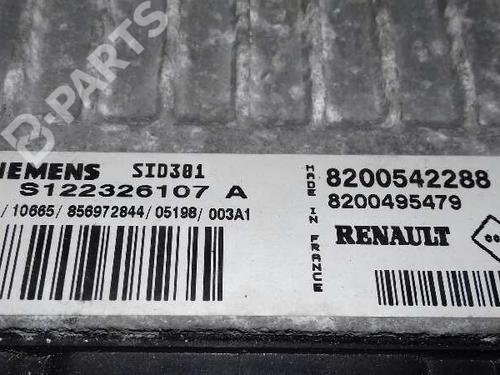 B-PARTS
IEMENS SID301
S122326107 A
/ 10665/ 856972844/ 05198/ 003A1
MADE IN FRANCE
8200542288
8200495479
RENAULT